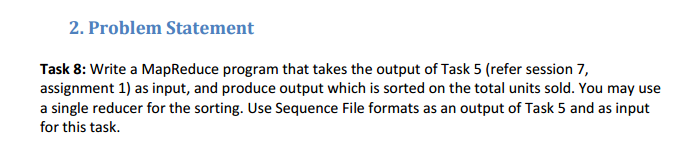 2. Problem Statement
Task 8: Write a MapReduce program that takes the output of Task 5 (refer session 7,
assignment 1) as input, and produce output which is sorted on the total units sold. You may use
a single reducer for the sorting. Use Sequence File formats as an output of Task 5 and as input
for this task.